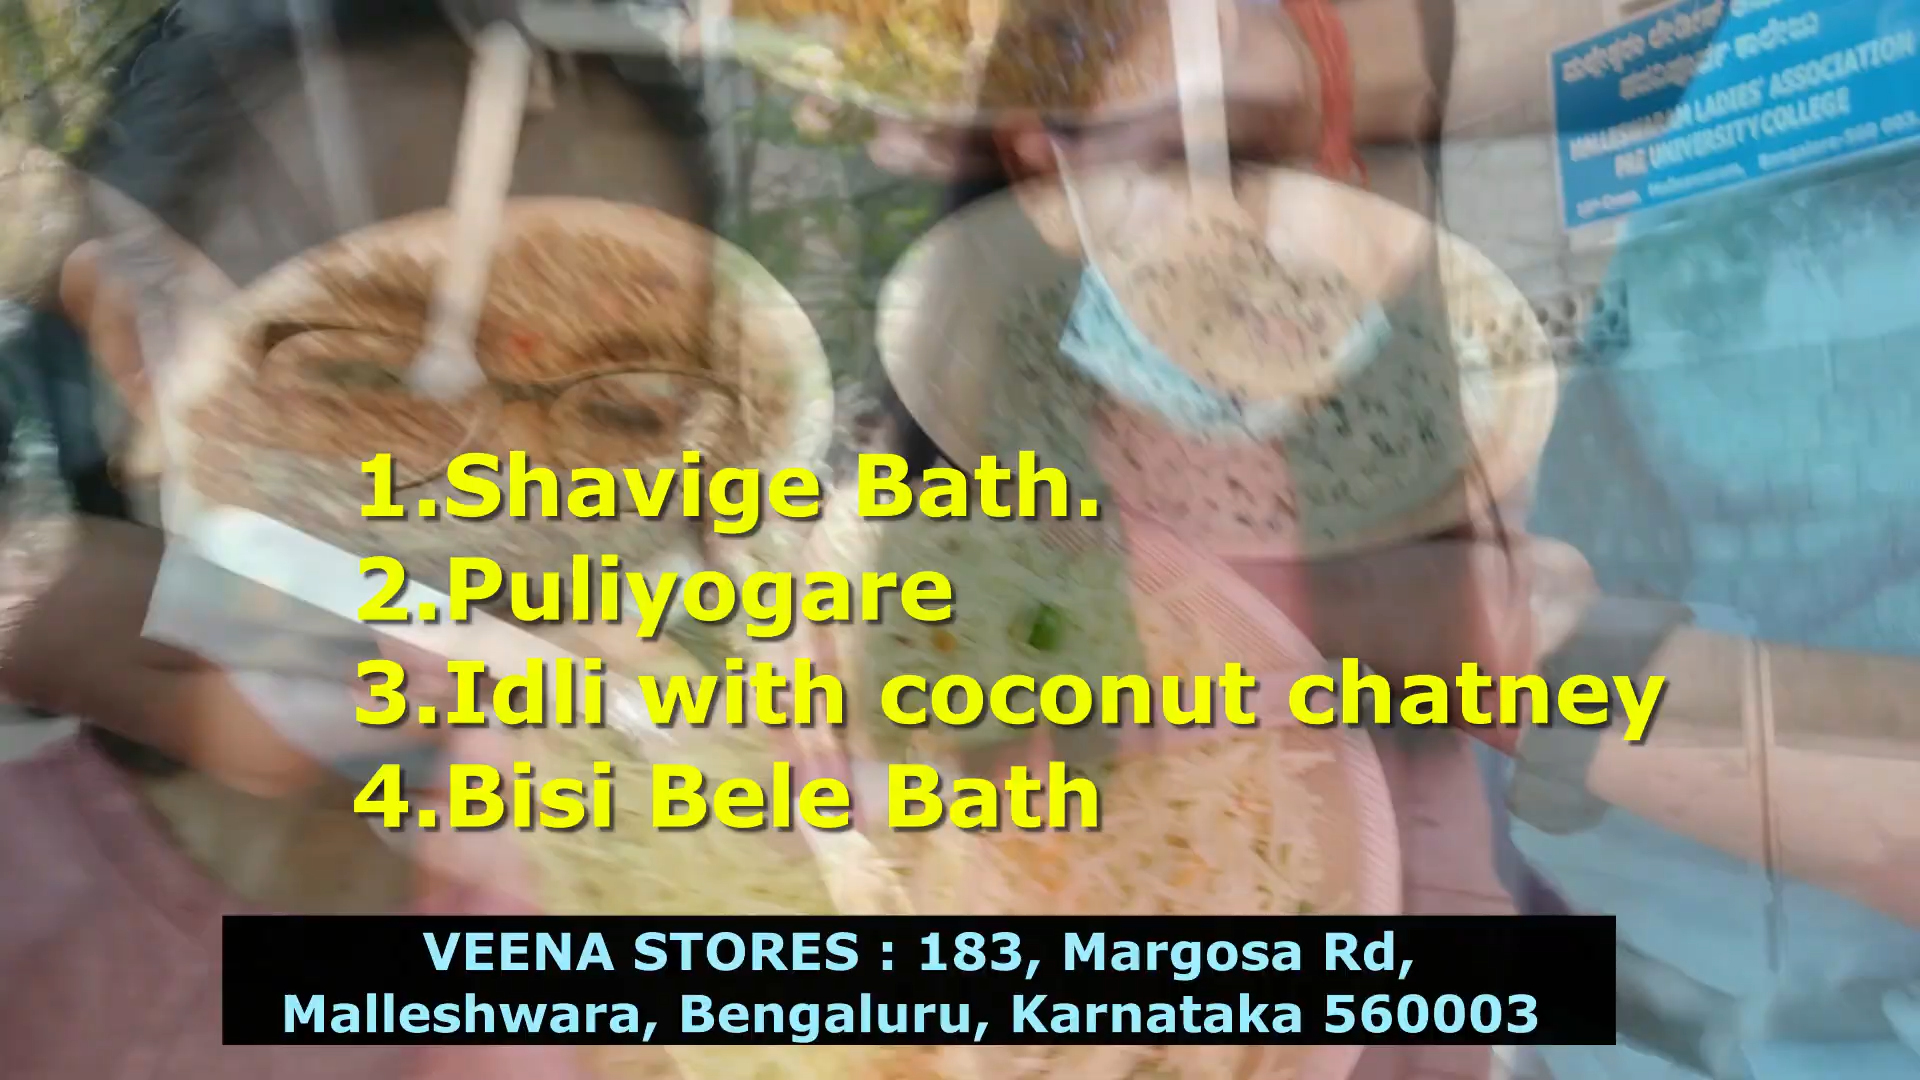 MALLESWARAM LADIES' ASSOCIATION
PRE UNIVERSITY COLLEGE
1.Shavige Bath.
2.Puliyogare
3.Idli with coconut chatney
4.Bisi Bele Bath
VEENA STORES : 183, Margosa Rd,
Malleshwara, Bengaluru, Karnataka 560003